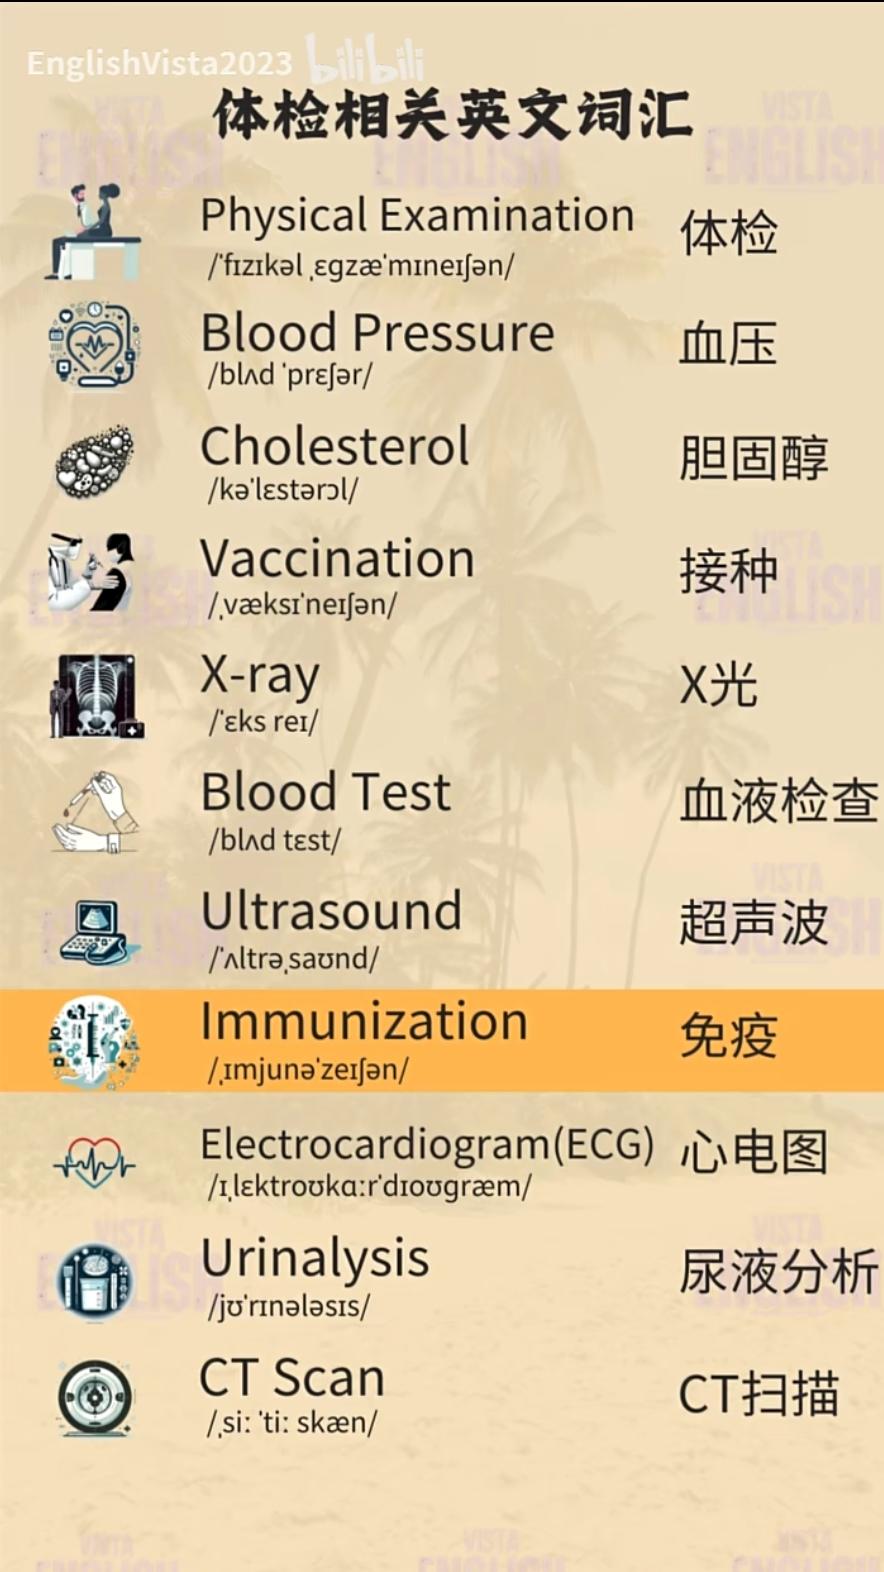 EnglishVista2023 bilibili
体检相关英文词汇
Physical Examination 体检
/ˈfɪzɪkəl ˌɛgzæˈmɪneɪʃən/
Blood Pressure 血压
/blʌd ˈprɛʃər/
Cholesterol 胆固醇
/kəˈlɛstərɔl/
Vaccination 接种
/ˌvæksɪˈneɪʃən/
X-ray X光
/ˈɛks reɪ/
Blood Test 血液检查
/blʌd tɛst/
Ultrasound 超声波
/ˈʌltrəˌsaʊnd/
Immunization 免疫
/ˌɪmjunəˈzeɪʃən/
Electrocardiogram(ECG) 心电图
/ɪˌlɛktroʊkɑːrˈdɪoʊgræm/
Urinalysis 尿液分析
/jʊˈrɪnələsɪs/
CT Scan CT扫描
/ˌsiː ˈtiː skæn/
VISTA ENGLISH